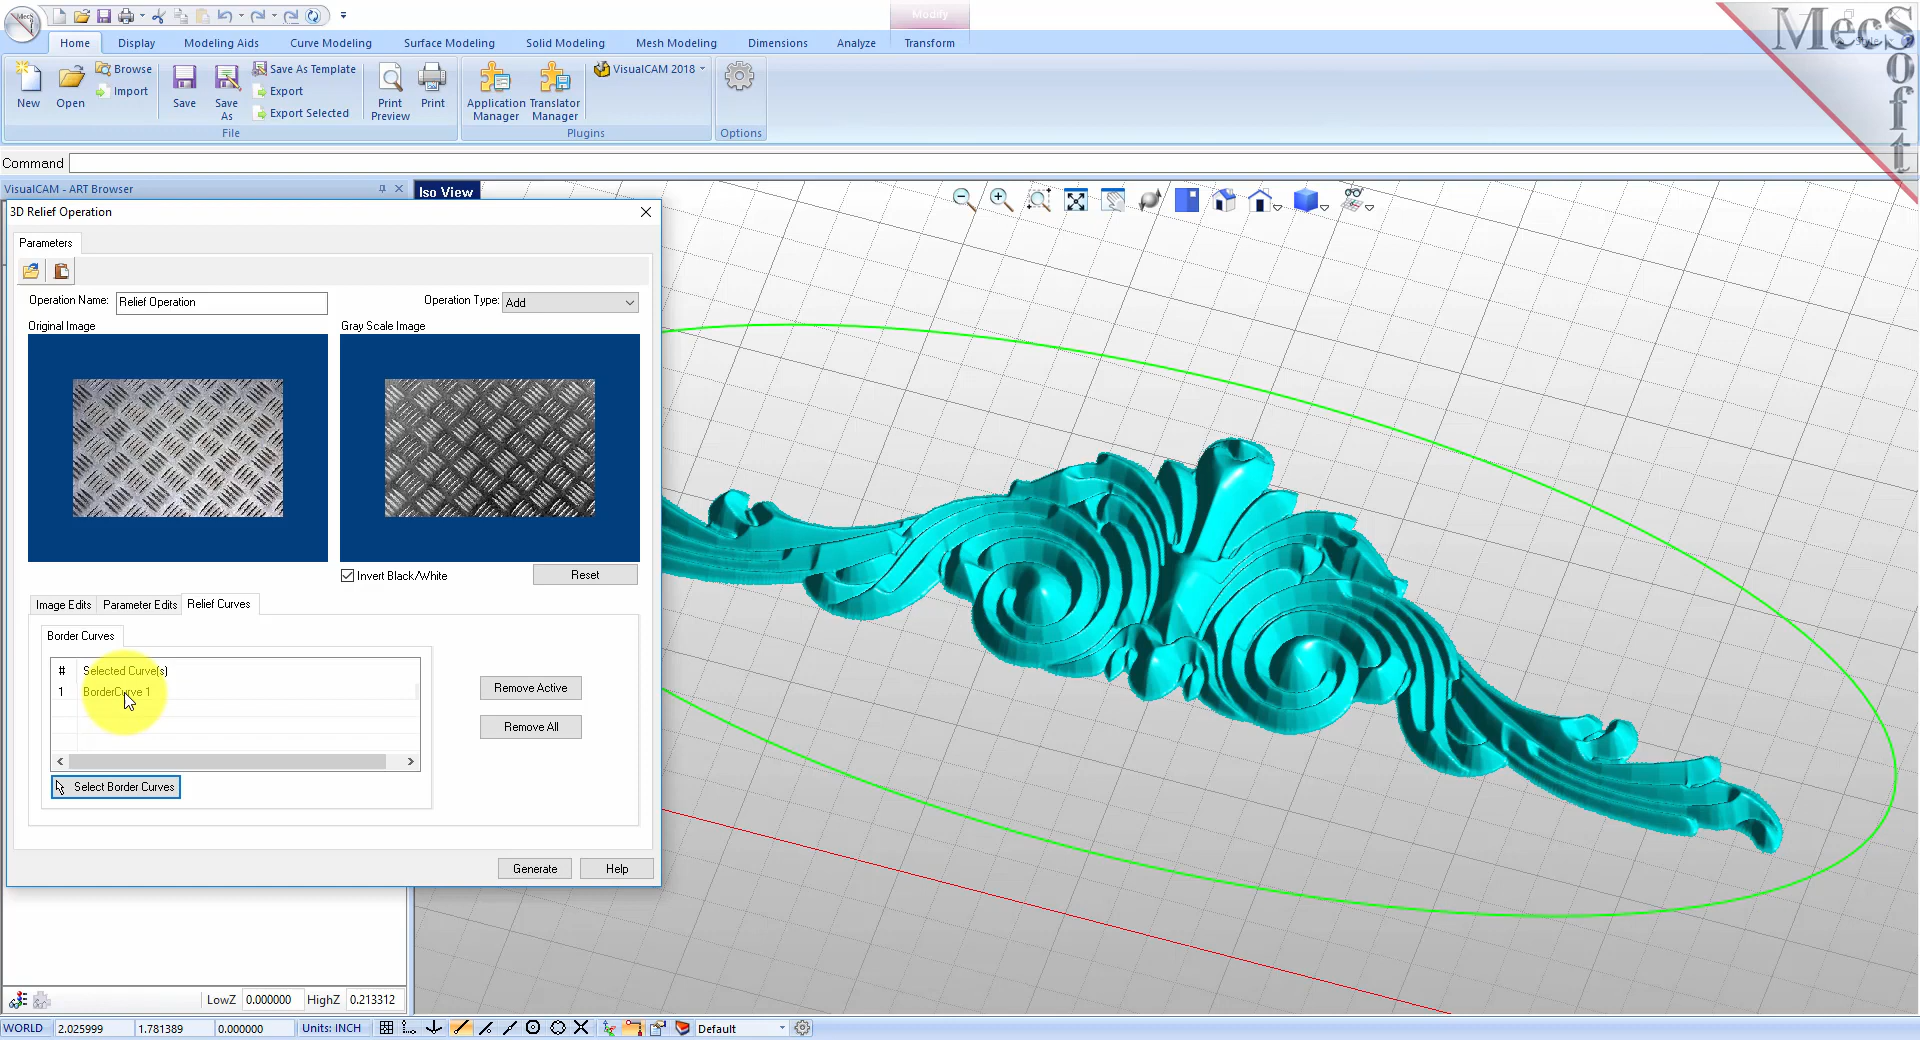 Modify
MecSoft
Home Display Modeling Aids Curve Modeling Surface Modeling Solid Modeling Mesh Modeling Dimensions Analyze Transform
New Open Browse Import Save Save As Save As Template Export Export Selected Print Preview Print Application Manager Translator Manager VisualCAM 2018
File Plugins Options
Command
VisualCAM - ART Browser
Iso View
3D Relief Operation
Parameters
Operation Name: Relief Operation Operation Type: Add
Original Image Gray Scale Image
Invert Black/White Reset
Image Edits Parameter Edits Relief Curves
Border Curves
# Selected Curve(s)
1 BorderCurve 1
Remove Active
Remove All
Select Border Curves
Generate Help
LowZ 0.000000 HighZ 0.213312
WORLD 2.025999 1.781389 0.000000 Units: INCH Default